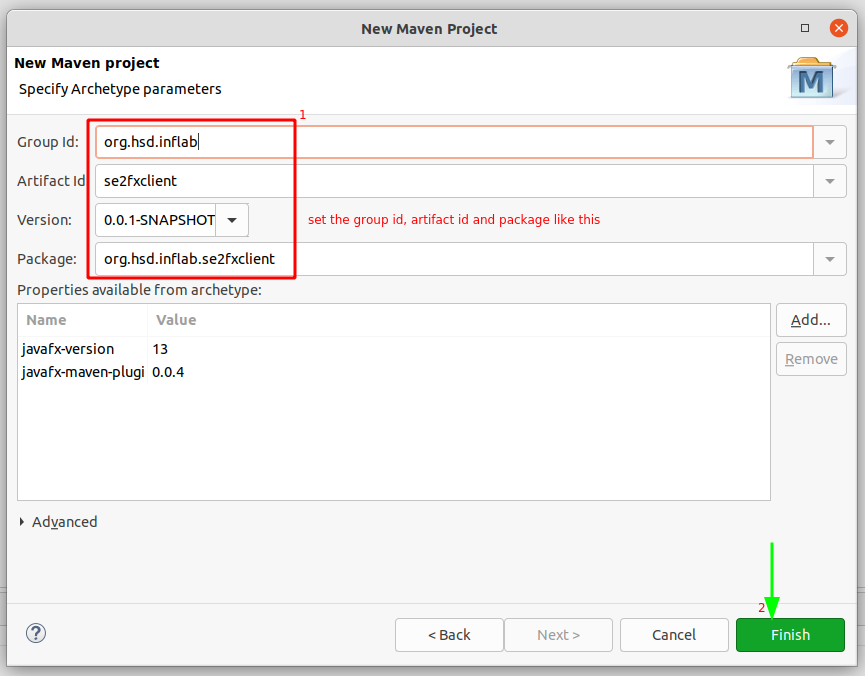 New Maven Project
New Maven project
Specify Archetype parameters
M
1
Group Id: org.hsd.inflab
Artifact Id se2fxclient
Version: 0.0.1-SNAPSHOT set the group id, artifact id and package like this
Package: org.hsd.inflab.se2fxclient
Properties available from archetype:
Name Value Add...
javafx-version 13 Remove
javafx-maven-plugi 0.0.4
Advanced
2
? < Back Next > Cancel Finish